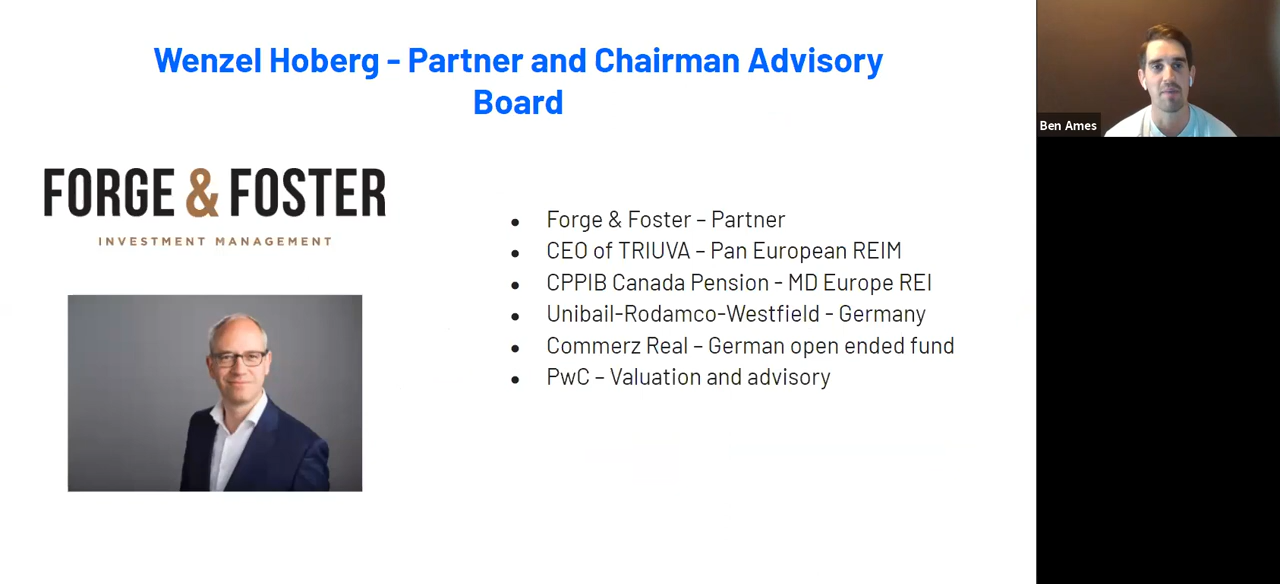 Wenzel Hoberg - Partner and Chairman Advisory
Board
FORGE & FOSTER
INVESTMENT MANAGEMENT
• Forge & Foster – Partner
• CEO of TRIUVA – Pan European REIM
• CPPIB Canada Pension - MD Europe REI
• Unibail-Rodamco-Westfield - Germany
• Commerz Real – German open ended fund
• PwC – Valuation and advisory
Ben Ames